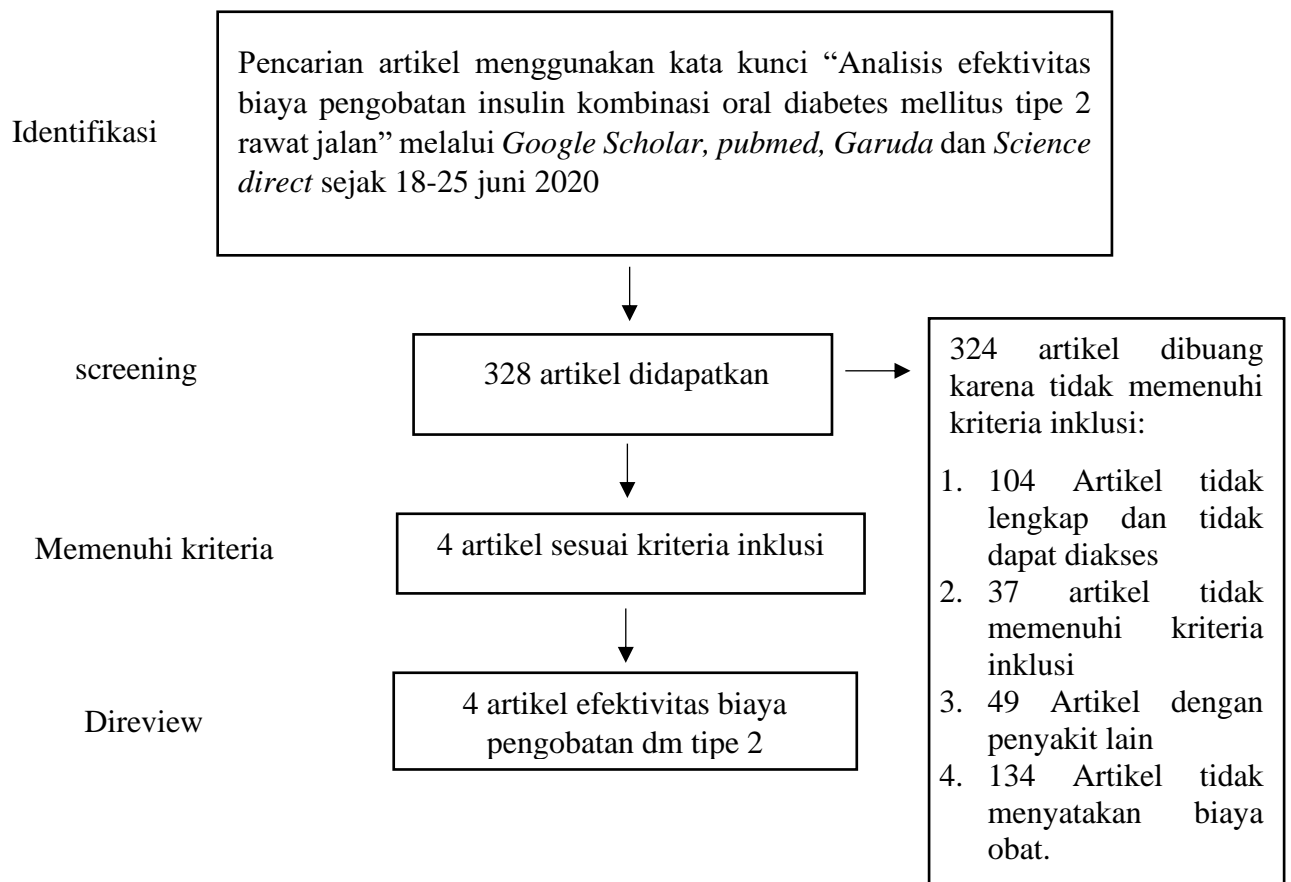 Identifikasi
Pencarian artikel menggunakan kata kunci “Analisis efektivitas
biaya pengobatan insulin kombinasi oral diabetes mellitus tipe 2
rawat jalan” melalui Google Scholar, pubmed, Garuda dan Science
direct sejak 18-25 juni 2020
screening
328 artikel didapatkan
324 artikel dibuang
karena tidak memenuhi
kriteria inklusi:
1. 104 Artikel tidak
lengkap dan tidak
dapat diakses
2. 37 artikel tidak
memenuhi kriteria
inklusi
3. 49 Artikel dengan
penyakit lain
4. 134 Artikel tidak
menyatakan biaya
obat.
Memenuhi kriteria
4 artikel sesuai kriteria inklusi
Direview
4 artikel efektivitas biaya
pengobatan dm tipe 2